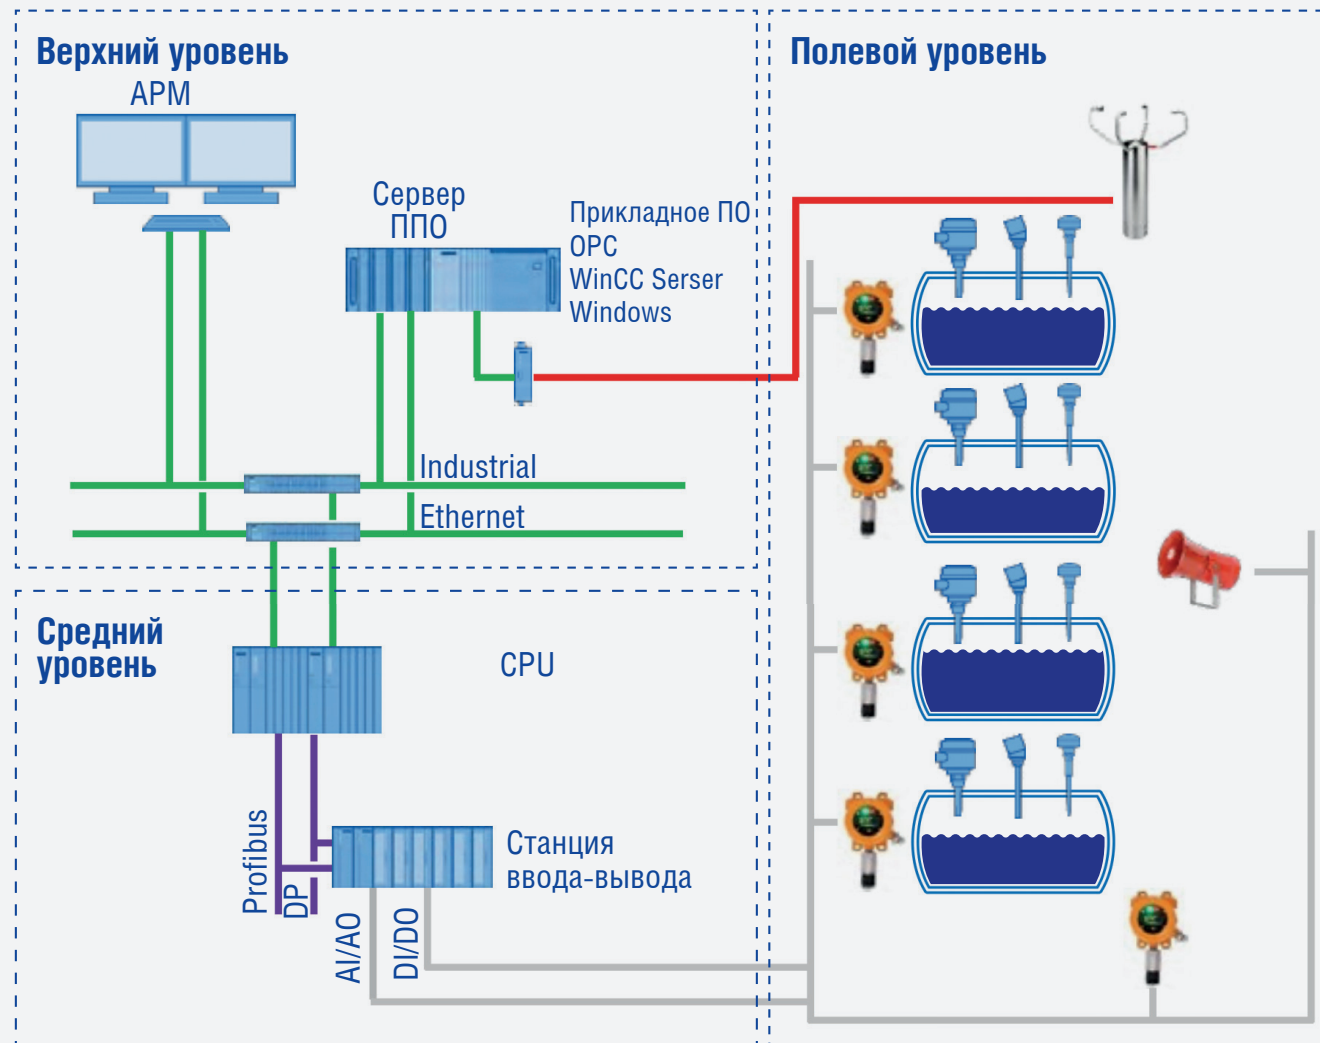 Верхний уровень
АРМ
Сервер
ППО
Прикладное ПО
OPC
WinCC Serser
Windows
Industrial
Ethernet
Средний
уровень
CPU
Profibus
DP
Станция
ввода-вывода
AI/AO
DI/DO
Полевой уровень